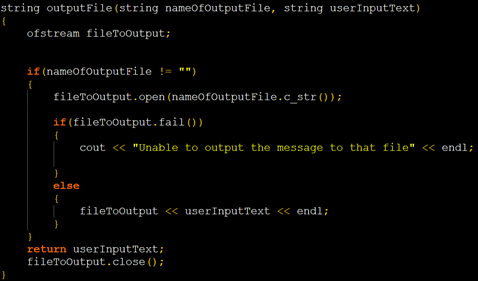 string outputFile(string nameOfOutputFile, string userInputText)
{
ofstream fileToOutput;
if(nameOfOutputFile != "")
{
fileToOutput.open(nameOfOutputFile.c_str());
if(fileToOutput.fail())
{
cout << "Unable to output the message to that file" << endl;
}
else
{
fileToOutput << userInputText << endl;
}
}
return userInputText;
fileToOutput.close();
}